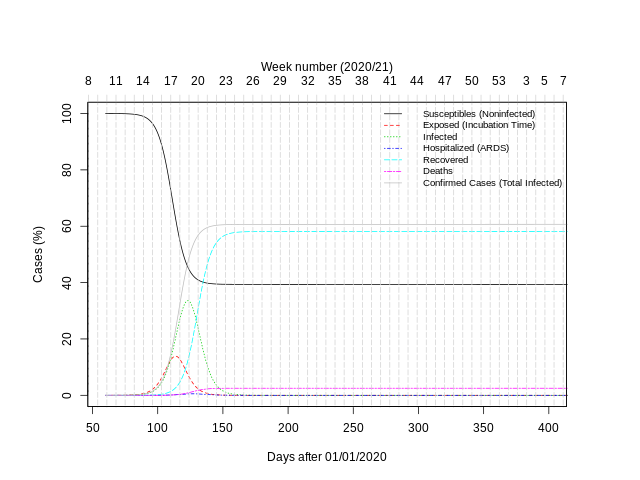 Week number (2020/21)
8 11 14 17 20 23 26 29 32 35 38 41 44 47 50 53 3 5 7
Susceptibles (Noninfected)
Exposed (Incubation Time)
Infected
Hospitalized (ARDS)
Recovered
Deaths
Confirmed Cases (Total Infected)
100
80
60
40
20
0
Cases (%)
50 100 150 200 250 300 350 400
Days after 01/01/2020